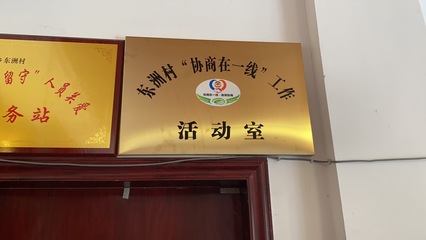 东洲村
留守”人员关爱
务站
东洲村“协商在一线”工作
活动室